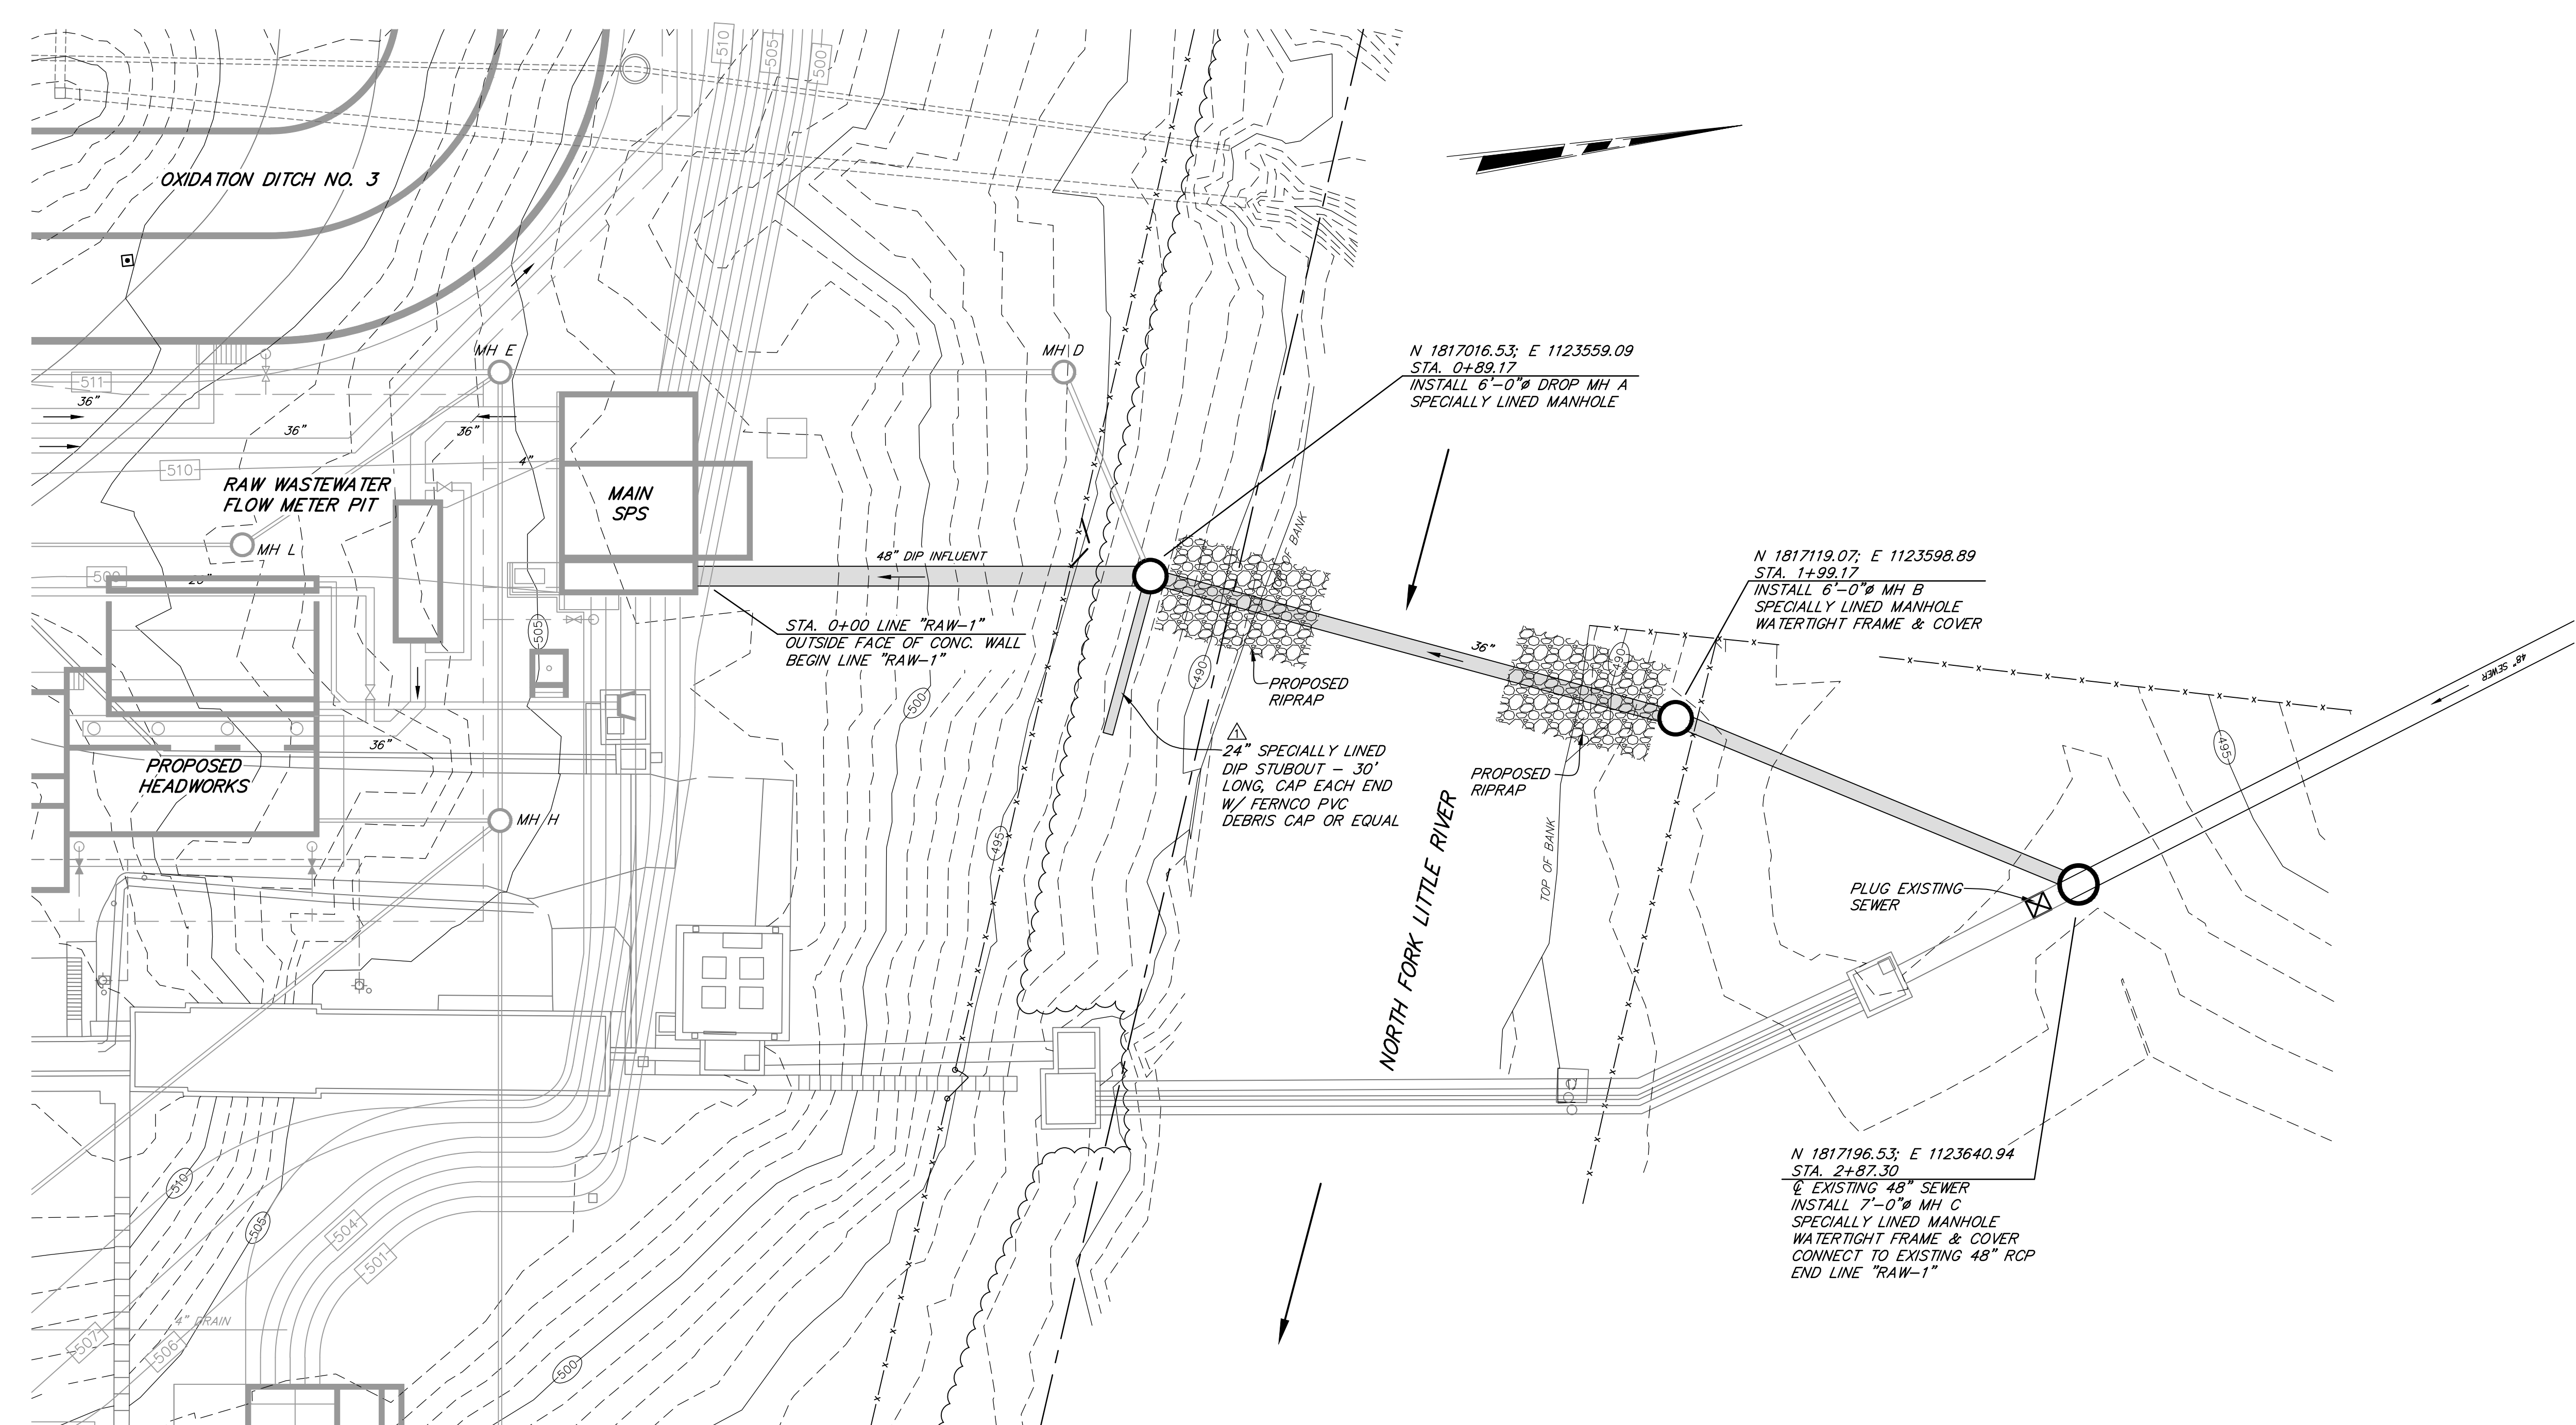 510
505
500
OXIDATION DITCH NO. 3
MH E
MH D
511
36"
36"
36"
4"
510
RAW WASTEWATER
FLOW METER PIT
MAIN
SPS
MH L
N 1817016.53; E 1123559.09
STA. 0+89.17
INSTALL 6'-0"ø DROP MH A
SPECIALLY LINED MANHOLE
OF BANK
48" DIP INFLUENT
N 1817119.07; E 1123598.89
STA. 1+99.17
INSTALL 6'-0"ø MH B
SPECIALLY LINED MANHOLE
WATERTIGHT FRAME & COVER
505
STA. 0+00 LINE "RAW-1"
OUTSIDE FACE OF CONC. WALL
BEGIN LINE "RAW-1"
36"
48" SEWER
490
500
PROPOSED
RIPRAP
1
24" SPECIALLY LINED
DIP STUBOUT – 30'
LONG, CAP EACH END
W/ FERNCO PVC
DEBRIS CAP OR EQUAL
PROPOSED
RIPRAP
495
36"
PROPOSED
HEADWORKS
MH H
495
TOP OF BANK
NORTH FORK LITTLE RIVER
PLUG EXISTING
SEWER
N 1817196.53; E 1123640.94
STA. 2+87.30
℄ EXISTING 48" SEWER
INSTALL 7'-0"ø MH C
SPECIALLY LINED MANHOLE
WATERTIGHT FRAME & COVER
CONNECT TO EXISTING 48" RCP
END LINE "RAW-1"
510
505
504
501
4" DRAIN
507
506
500